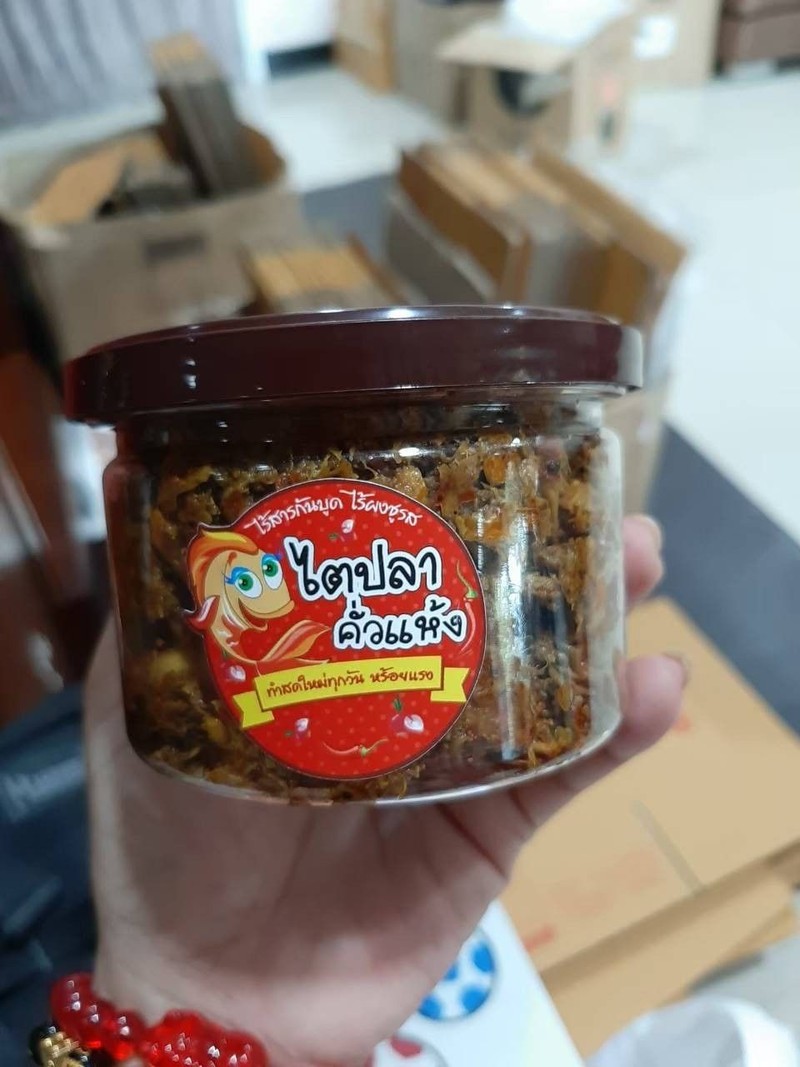 ไร้สารกันบูด ไร้ผงชูรส
ไตปลา
คั่วแห้ง
ทำสดใหม่ทุกวัน หร้อยแรง